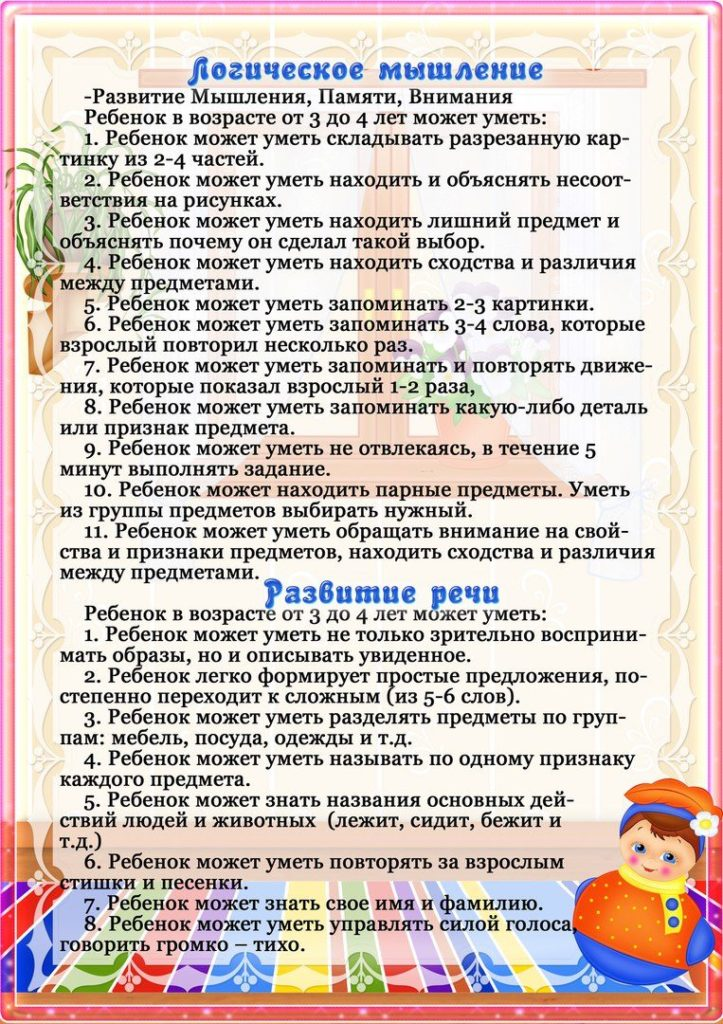 Логическое мышление
-Развитие Мышления, Памяти, Внимания
Ребенок в возрасте от 3 до 4 лет может уметь:
1. Ребенок может уметь складывать разрезанную кар-
тинку из 2-4 частей.
2. Ребенок может уметь находить и объяснять несоот-
ветствия на рисунках.
3. Ребенок может уметь находить лишний предмет и
объяснять почему он сделал такой выбор.
4. Ребенок может уметь находить сходства и различия
между предметами.
5. Ребенок может уметь запоминать 2-3 картинки.
6. Ребенок может уметь запоминать 3-4 слова, которые
взрослый повторил несколько раз.
7. Ребенок может уметь запоминать и повторять движе-
ния, которые показал взрослый 1-2 раза,
8. Ребенок может уметь запоминать какую-либо деталь
или признак предмета.
9. Ребенок может уметь не отвлекаясь, в течение 5
минут выполнять задание.
10. Ребенок может находить парные предметы. Уметь
из группы предметов выбирать нужный.
11. Ребенок может уметь обращать внимание на свой-
ства и признаки предметов, находить сходства и различия
между предметами.
Развитие речи
Ребенок в возрасте от 3 до 4 лет может уметь:
1. Ребенок может уметь не только зрительно восприни-
мать образы, но и описывать увиденное.
2. Ребенок легко формирует простые предложения, по-
степенно переходит к сложным (из 5-6 слов).
3. Ребенок может уметь разделять предметы по груп-
пам: мебель, посуда, одежды и т.д.
4. Ребенок может уметь называть по одному признаку
каждого предмета.
5. Ребенок может знать названия основных дей-
ствий людей и животных (лежит, сидит, бежит и
т.д.)
6. Ребенок может уметь повторять за взрослым
стишки и песенки.
7. Ребенок может знать свое имя и фамилию.
8. Ребенок может уметь управлять силой голоса,
говорить громко – тихо.